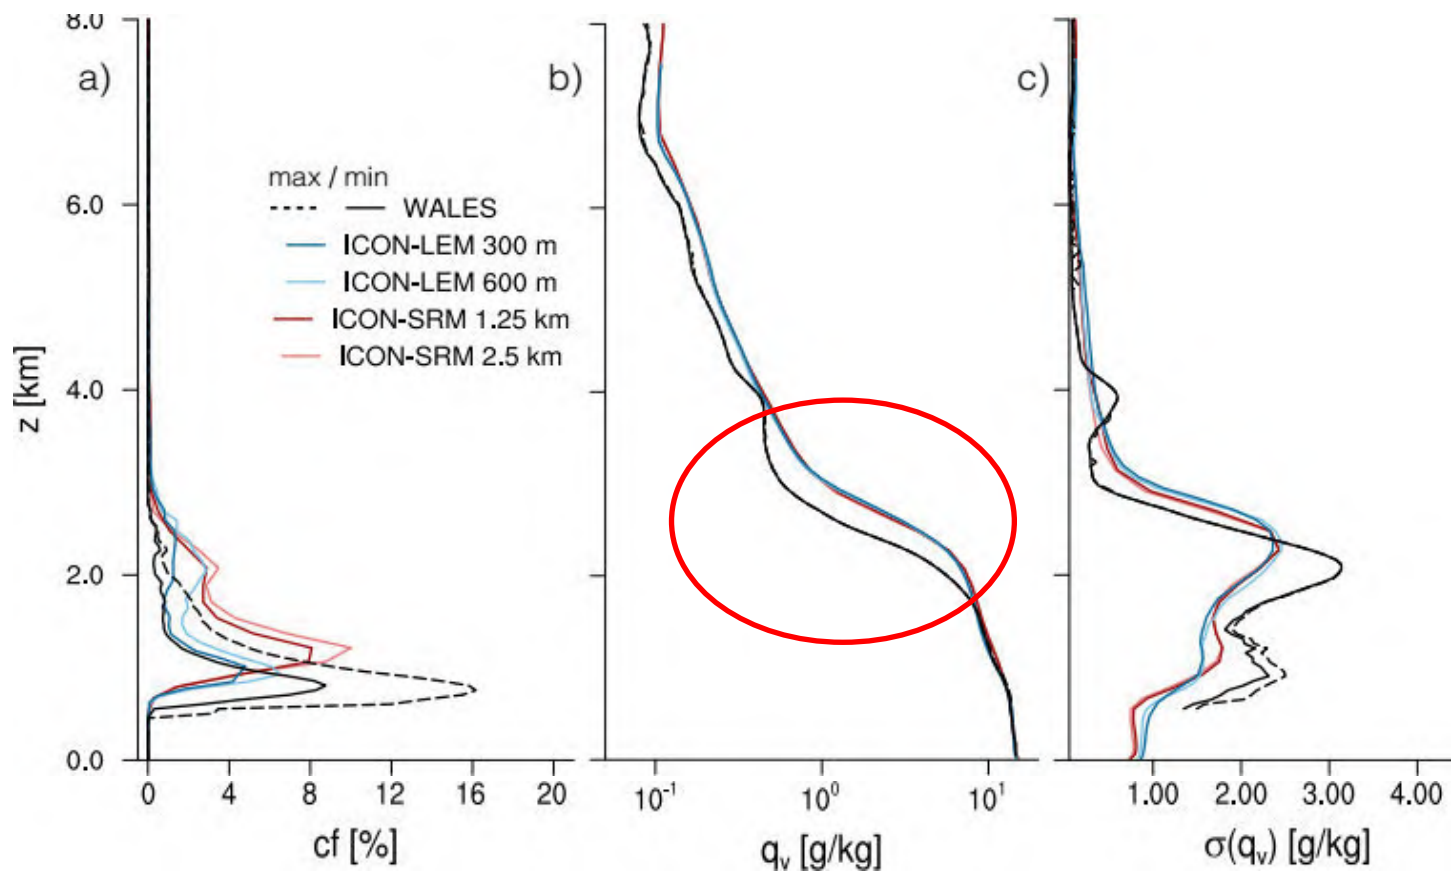 8.0
a)
b)
c)
max / min
WALES
ICON-LEM 300 m
ICON-LEM 600 m
ICON-SRM 1.25 km
ICON-SRM 2.5 km
6.0
4.0
2.0
0.0
z [km]
0 4 8 12 16 20
cf [%]
10⁻¹ 10⁰ 10¹
qᵥ [g/kg]
1.00 2.00 3.00 4.00
σ(qᵥ) [g/kg]